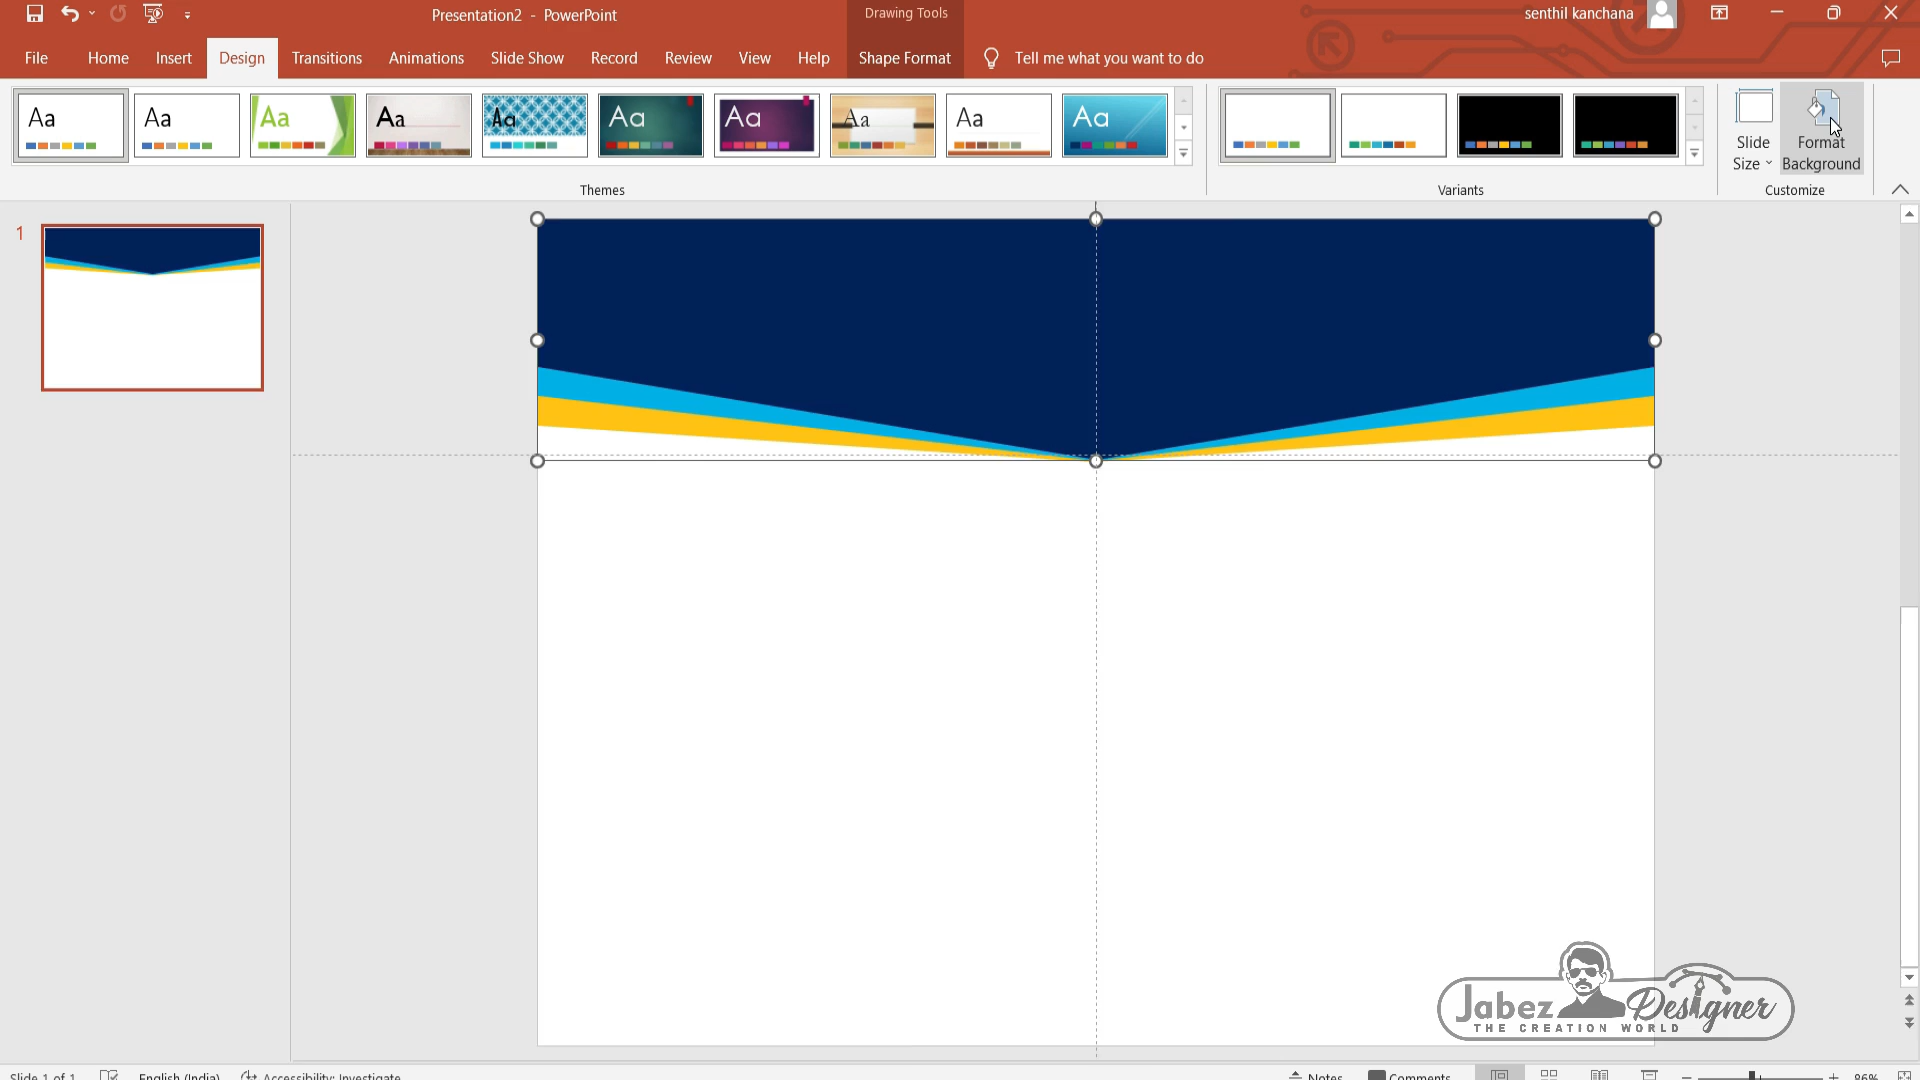 Presentation2 - PowerPoint
Drawing Tools
senthil kanchana
File Home Insert Design Transitions Animations Slide Show Record Review View Help Shape Format Tell me what you want to do
Aa Aa Aa Aa Aa Aa Aa Aa Aa Aa
Slide Size
Format Background
Themes
Variants
Customize
1
Jabez Designer
THE CREATION WORLD
Slide 1 of 1 English (India) Accessibility: Investigate Notes Comments 86%